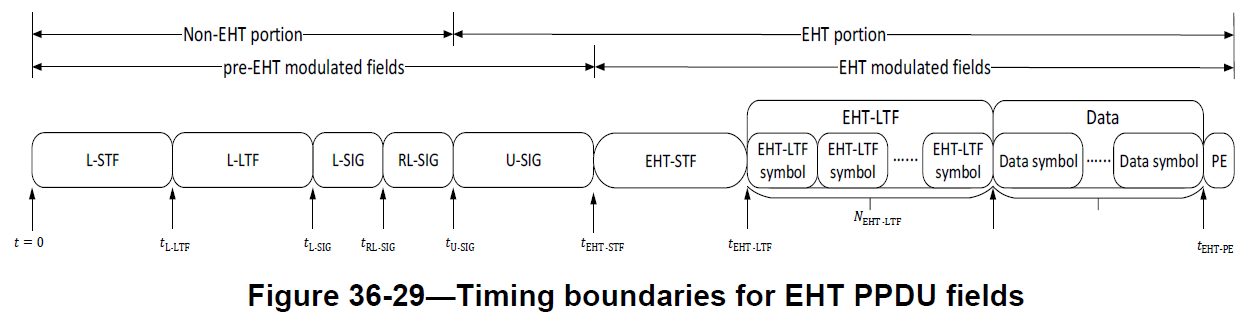 Non-EHT portion EHT portion
pre-EHT modulated fields EHT modulated fields
EHT-LTF Data
L-STF L-LTF L-SIG RL-SIG U-SIG EHT-STF EHT-LTF symbol EHT-LTF symbol ...... EHT-LTF symbol Data symbol ...... Data symbol PE
N_EHT-LTF
t = 0 t_L-LTF t_L-SIG t_RL-SIG t_U-SIG t_EHT-STF t_EHT-LTF t_EHT-PE
Figure 36-29—Timing boundaries for EHT PPDU fields